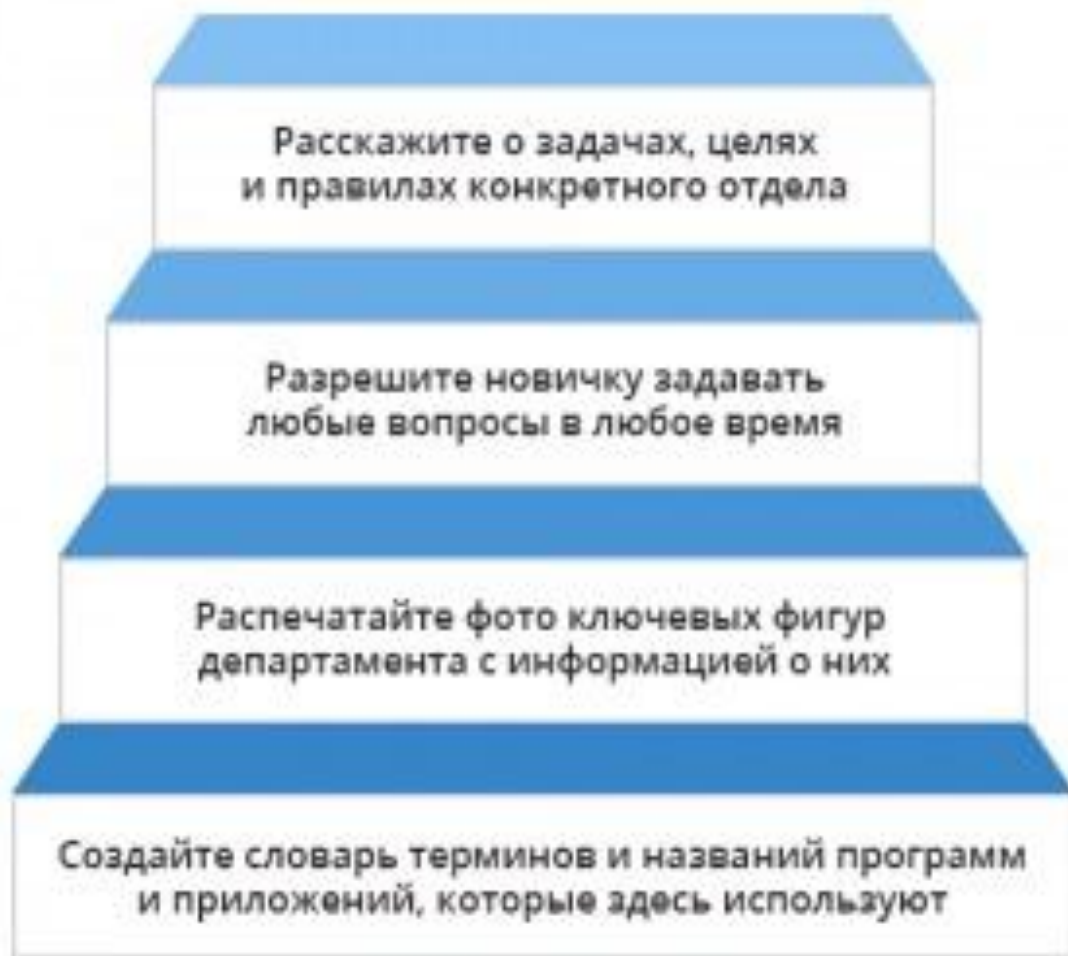 Расскажите о задачах, целях
и правилах конкретного отдела
Разрешите новичку задавать
любые вопросы в любое время
Распечатайте фото ключевых фигур
департамента с информацией о них
Создайте словарь терминов и названий программ
и приложений, которые здесь используют